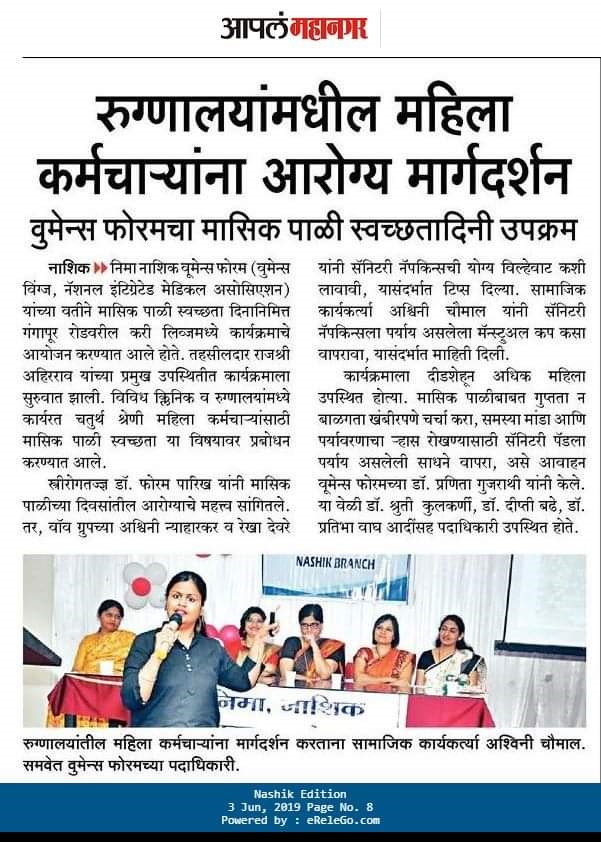 आपलं महानगर
रुग्णालयांमधील महिला
कर्मचाऱ्यांना आरोग्य मार्गदर्शन
वुमेन्स फोरमचा मासिक पाळी स्वच्छतादिनी उपक्रम
नाशिक निमा नाशिक वूमेन्स फोरम (वुमेन्स
विंग्ज, नॅशनल इंटिग्रेटेड मेडिकल असोसिएशन)
यांच्या वतीने मासिक पाळी स्वच्छता दिनानिमित्त
गंगापूर रोडवरील करी लिव्जमध्ये कार्यक्रमाचे
आयोजन करण्यात आले होते. तहसीलदार राजश्री
अहिरराव यांच्या प्रमुख उपस्थितीत कार्यक्रमाला
सुरुवात झाली. विविध क्लिनिक व रुग्णालयांमध्ये
कार्यरत चतुर्थ श्रेणी महिला कर्मचाऱ्यांसाठी
मासिक पाळी स्वच्छता या विषयावर प्रबोधन
करण्यात आले.
स्त्रीरोगतज्ज्ञ डॉ. फोरम पारिख यांनी मासिक
पाळीच्या दिवसांतील आरोग्याचे महत्त्व सांगितले.
तर, वॉव ग्रुपच्या अश्विनी न्याहारकर व रेखा देवरे
यांनी सॅनिटरी नॅपकिन्सची योग्य विल्हेवाट कशी
लावावी, यासंदर्भात टिप्स दिल्या. सामाजिक
कार्यकर्त्या अश्विनी चौमाल यांनी सॅनिटरी
नॅपकिन्सला पर्याय असलेला मॅन्स्ट्रुअल कप कसा
वापरावा, यासंदर्भात माहिती दिली.
कार्यक्रमाला दीडशेहून अधिक महिला
उपस्थित होत्या. मासिक पाळीबाबत गुप्तता न
बाळगता खंबीरपणे चर्चा करा, समस्या मांडा आणि
पर्यावरणाचा ऱ्हास रोखण्यासाठी सॅनिटरी पॅडला
पर्याय असलेली साधने वापरा, असे आवाहन
वूमेन्स फोरमच्या डॉ. प्रणिता गुजराथी यांनी केले.
या वेळी डॉ. श्रुती कुलकर्णी, डॉ. दीप्ती बढे, डॉ.
प्रतिभा वाघ आदींसह पदाधिकारी उपस्थित होते.
NASHIK BRANCH
निमा, नाशिक
रुग्णालयांतील महिला कर्मचाऱ्यांना मार्गदर्शन करताना सामाजिक कार्यकर्त्या अश्विनी चौमाल.
समवेत वुमेन्स फोरमच्या पदाधिकारी.
Nashik Edition
3 Jun, 2019 Page No. 8
Powered by : eReleGo.com